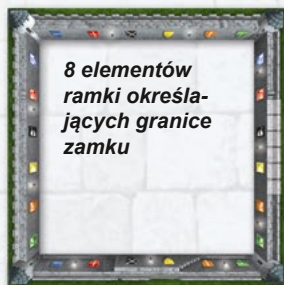 8 elementów
ramki określa-
jących granice
zamku